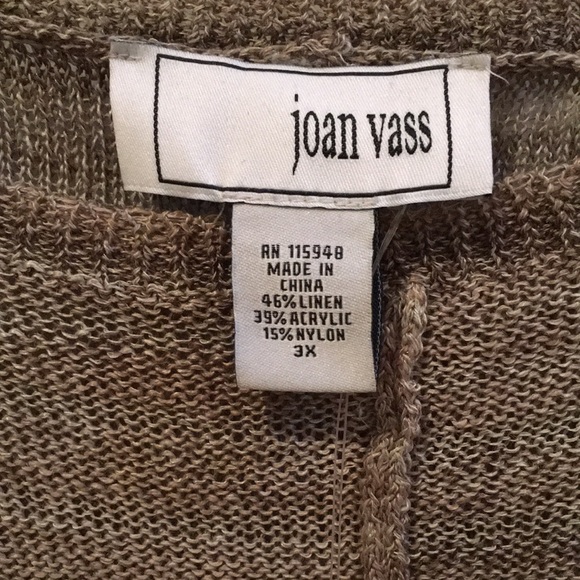 joan vass
RN 115948
MADE IN
CHINA
46%LINEN
39%ACRYLIC
15%NYLON
3X